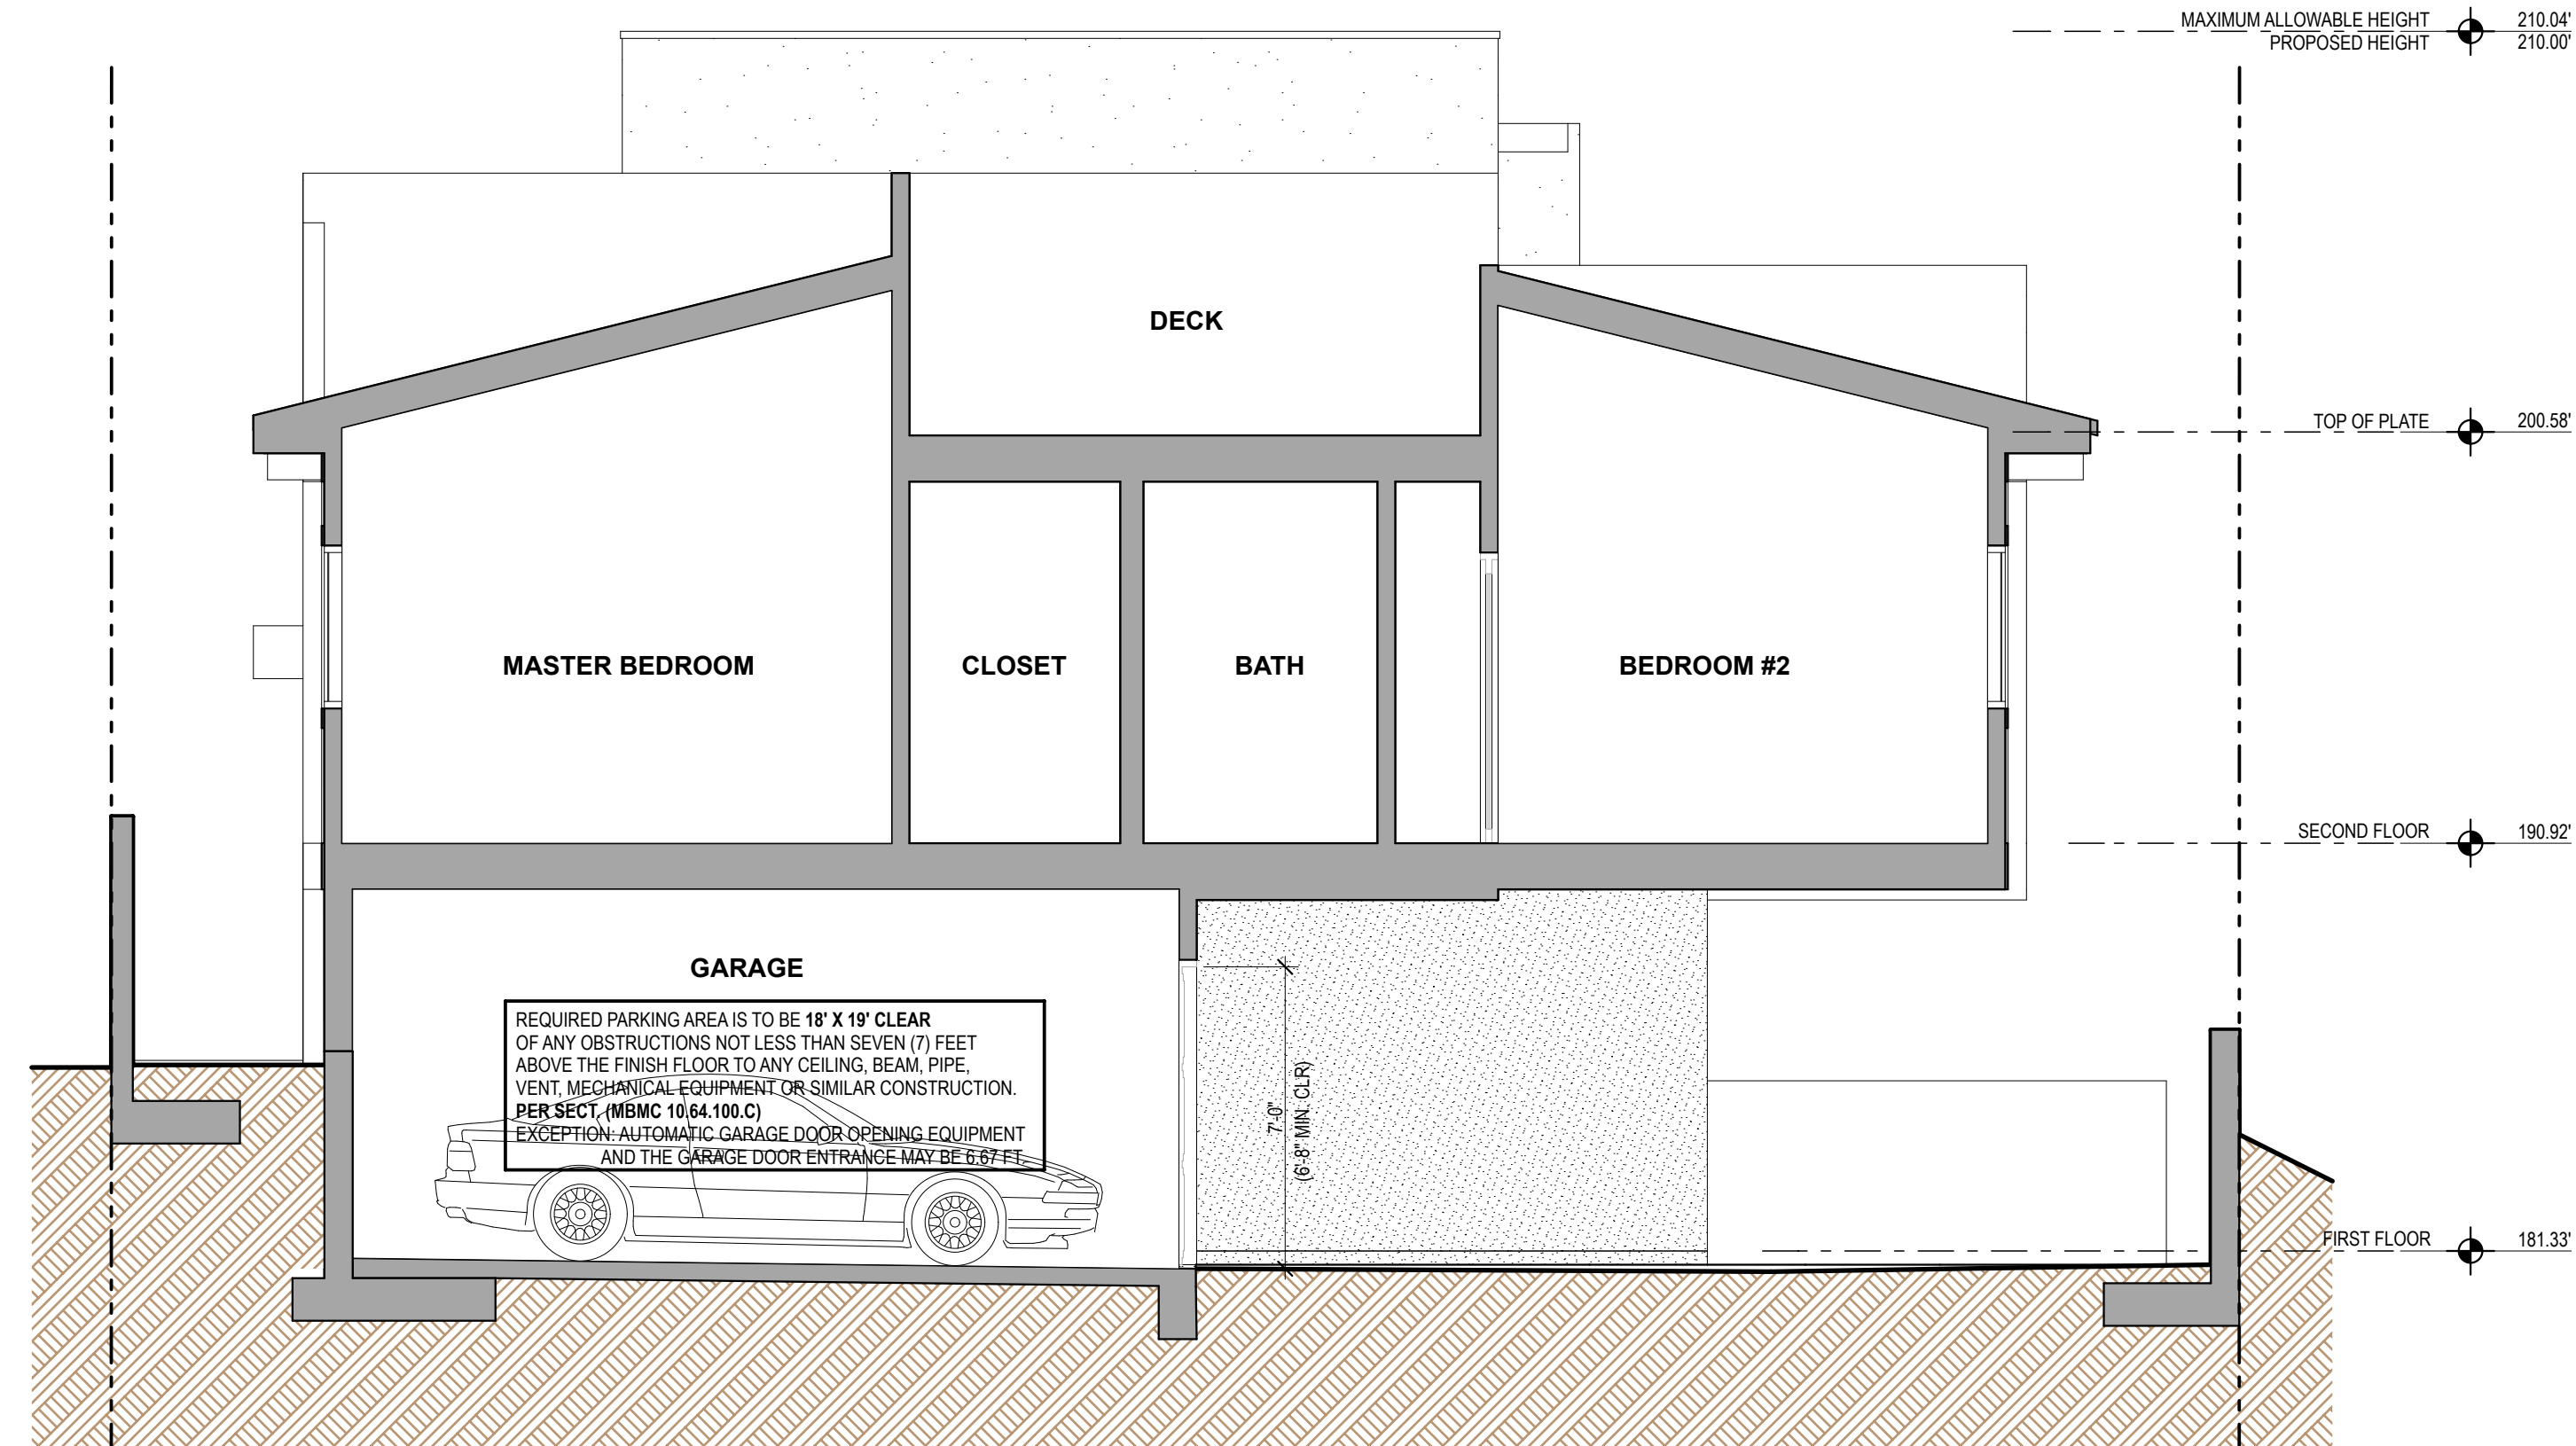 MAXIMUM ALLOWABLE HEIGHT 210.04'
PROPOSED HEIGHT 210.00'
DECK
TOP OF PLATE 200.58'
MASTER BEDROOM
CLOSET
BATH
BEDROOM #2
SECOND FLOOR 190.92'
GARAGE
REQUIRED PARKING AREA IS TO BE 18' X 19' CLEAR
OF ANY OBSTRUCTIONS NOT LESS THAN SEVEN (7) FEET
ABOVE THE FINISH FLOOR TO ANY CEILING, BEAM, PIPE,
VENT, MECHANICAL EQUIPMENT OR SIMILAR CONSTRUCTION.
PER SECT. (MBMC 10.64.100.C)
EXCEPTION: AUTOMATIC GARAGE DOOR OPENING EQUIPMENT
AND THE GARAGE DOOR ENTRANCE MAY BE 6.67 FT.
7'-0"
(6'-8" MIN. CLR)
FIRST FLOOR 181.33'